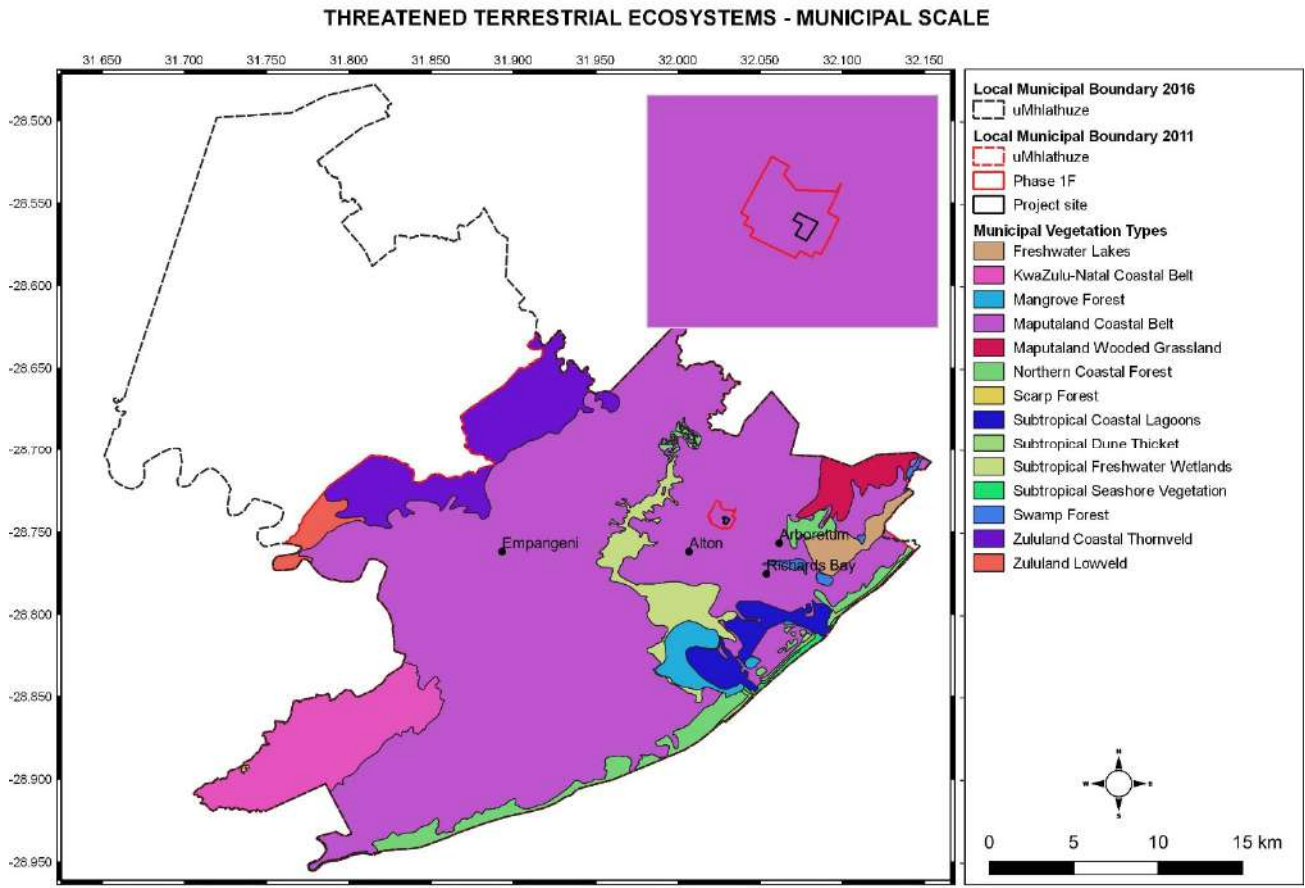 THREATENED TERRESTRIAL ECOSYSTEMS - MUNICIPAL SCALE
31.650 31.700 31.750 31.800 31.850 31.900 31.950 32.000 32.050 32.100 32.150
-28.500
-28.550
-28.600
-28.650
-28.700
-28.750
-28.800
-28.850
-28.900
-28.950
Empangeni
Alton
Arboretum
Richards Bay
Local Municipal Boundary 2016
uMhlathuze
Local Municipal Boundary 2011
uMhlathuze
Phase 1F
Project site
Municipal Vegetation Types
Freshwater Lakes
KwaZulu-Natal Coastal Belt
Mangrove Forest
Maputaland Coastal Belt
Maputaland Wooded Grassland
Northern Coastal Forest
Scarp Forest
Subtropical Coastal Lagoons
Subtropical Dune Thicket
Subtropical Freshwater Wetlands
Subtropical Seashore Vegetation
Swamp Forest
Zululand Coastal Thornveld
Zululand Lowveld
N
W E
S
0 5 10 15 km